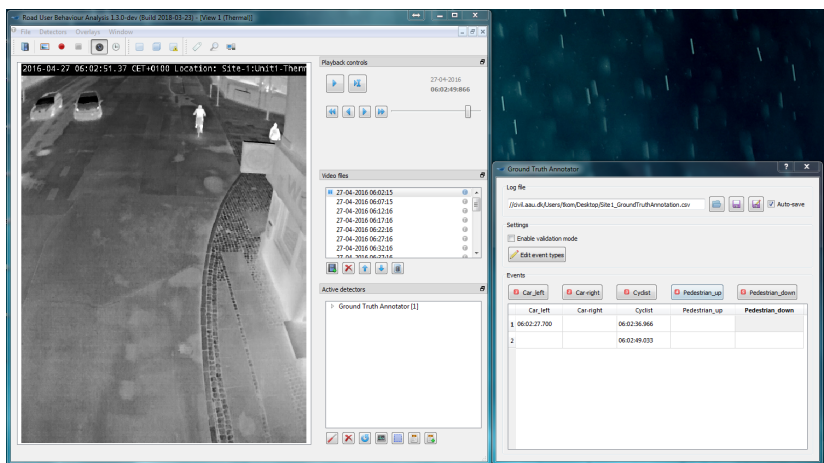 Road User Behaviour Analysis 1.3.0-dev (Build 2018-03-23) - [View 1 (Thermal)]
File Detectors Overlays Window
2016-04-27 06:02:51.37 CET+0100 Location: Site-1:Unit1-Therm
Playback controls
27-04-2016
06:02:49:866
Video files
27-04-2016 06:02:15
27-04-2016 06:07:15
27-04-2016 06:12:16
27-04-2016 06:17:16
27-04-2016 06:22:16
27-04-2016 06:27:16
27-04-2016 06:32:16
27-04-2016 06:37:16
Active detectors
Ground Truth Annotator [1]
Ground Truth Annotator
Log file
//civil.aau.dk/Users/tkom/Desktop/Site1_GroundTruthAnnotation.csv
Auto-save
Settings
Enable validation mode
Edit event types
Events
Car_left Car-right Cyclist Pedestrian_up Pedestrian_down
Car_left Car-right Cyclist Pedestrian_up Pedestrian_down
1 06:02:27.700 06:02:36.966
2 06:02:49.033